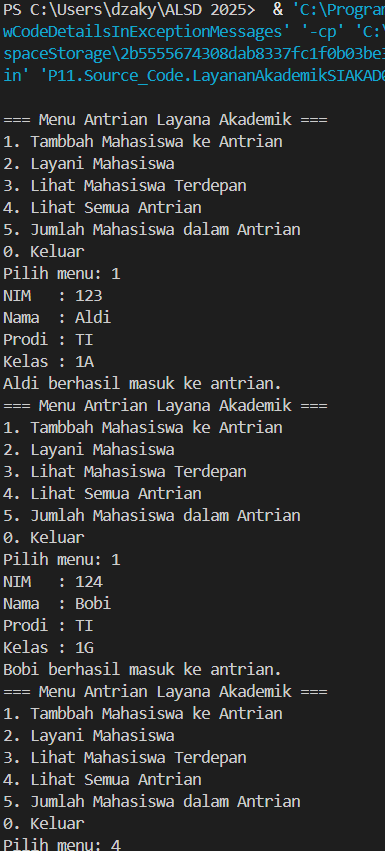 PS C:\Users\dzaky\ALSD 2025>  & 'C:\Program
wCodeDetailsInExceptionMessages' '-cp' 'C:\
spaceStorage\2b5555674308dab8337fc1f0b03be3
in' 'P11.Source_Code.LayananAkademikSIAKAD
=== Menu Antrian Layana Akademik ===
1. Tambbah Mahasiswa ke Antrian
2. Layani Mahasiswa
3. Lihat Mahasiswa Terdepan
4. Lihat Semua Antrian
5. Jumlah Mahasiswa dalam Antrian
0. Keluar
Pilih menu: 1
NIM   : 123
Nama  : Aldi
Prodi : TI
Kelas : 1A
Aldi berhasil masuk ke antrian.
=== Menu Antrian Layana Akademik ===
1. Tambbah Mahasiswa ke Antrian
2. Layani Mahasiswa
3. Lihat Mahasiswa Terdepan
4. Lihat Semua Antrian
5. Jumlah Mahasiswa dalam Antrian
0. Keluar
Pilih menu: 1
NIM   : 124
Nama  : Bobi
Prodi : TI
Kelas : 1G
Bobi berhasil masuk ke antrian.
=== Menu Antrian Layana Akademik ===
1. Tambbah Mahasiswa ke Antrian
2. Layani Mahasiswa
3. Lihat Mahasiswa Terdepan
4. Lihat Semua Antrian
5. Jumlah Mahasiswa dalam Antrian
0. Keluar
Pilih menu: 4